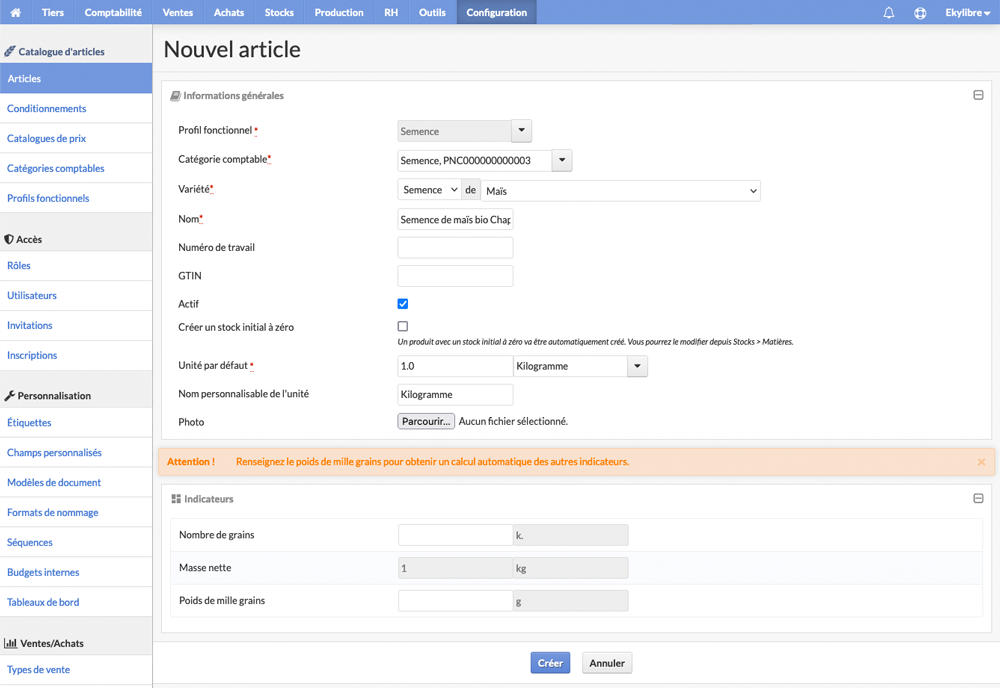 Tiers Comptabilité Ventes Achats Stocks Production RH Outils Configuration Ekylibre
Catalogue d'articles
Articles
Conditionnements
Catalogues de prix
Catégories comptables
Profils fonctionnels
Accès
Rôles
Utilisateurs
Invitations
Inscriptions
Personnalisation
Étiquettes
Champs personnalisés
Modèles de document
Formats de nommage
Séquences
Budgets internes
Tableaux de bord
Ventes/Achats
Types de vente
Nouvel article
Informations générales
Profil fonctionnel * Semence
Catégorie comptable* Semence, PNC000000000003
Variété* Semence de Maïs
Nom* Semence de maïs bio Chap
Numéro de travail
GTIN
Actif
Créer un stock initial à zéro
Un produit avec un stock initial à zéro va être automatiquement créé. Vous pourrez le modifier depuis Stocks > Matières.
Unité par défaut * 1.0 Kilogramme
Nom personnalisable de l'unité Kilogramme
Photo Parcourir... Aucun fichier sélectionné.
Attention ! Renseignez le poids de mille grains pour obtenir un calcul automatique des autres indicateurs. ×
Indicateurs
Nombre de grains k.
Masse nette 1 kg
Poids de mille grains g
Créer Annuler